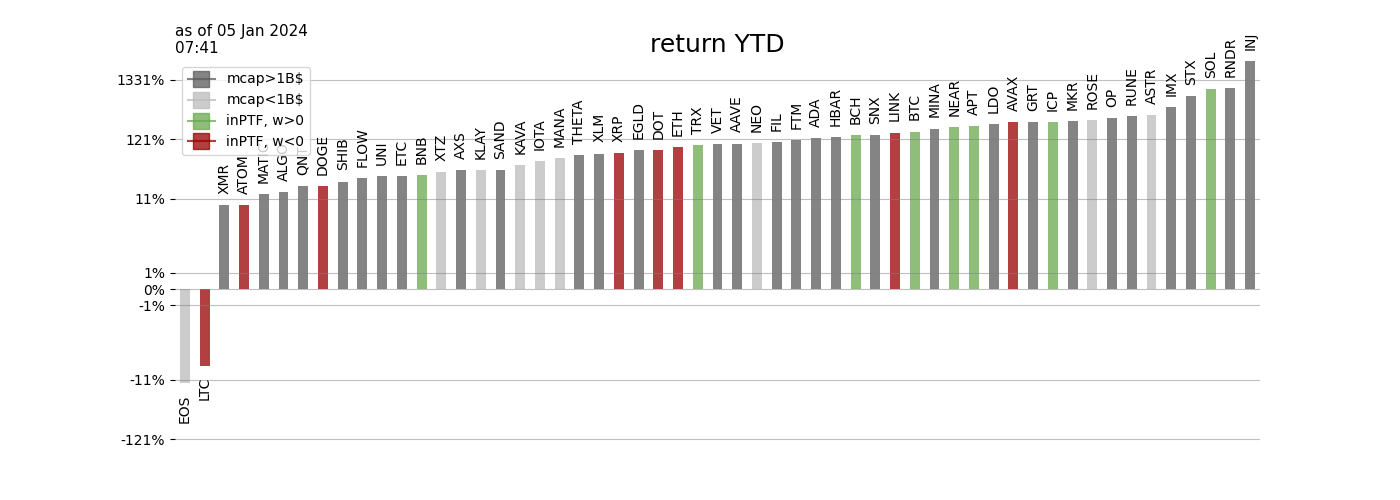 as of 05 Jan 2024
07:41
return YTD
mcap>1B$
mcap<1B$
inPTF, w>0
inPTF, w<0
1331%
121%
11%
1%
0%
-1%
-11%
-121%
EOS
LTC
XMR
ATOM
MATIC
ALGO
QNT
DOGE
SHIB
FLOW
UNI
ETC
BNB
XTZ
AXS
KLAY
SAND
KAVA
IOTA
MANA
THETA
XLM
XRP
EGLD
DOT
ETH
TRX
VET
AAVE
NEO
FIL
FTM
ADA
HBAR
BCH
SNX
LINK
BTC
MINA
NEAR
APT
LDO
AVAX
GRT
ICP
MKR
ROSE
OP
RUNE
ASTR
IMX
STX
SOL
RNDR
INJ